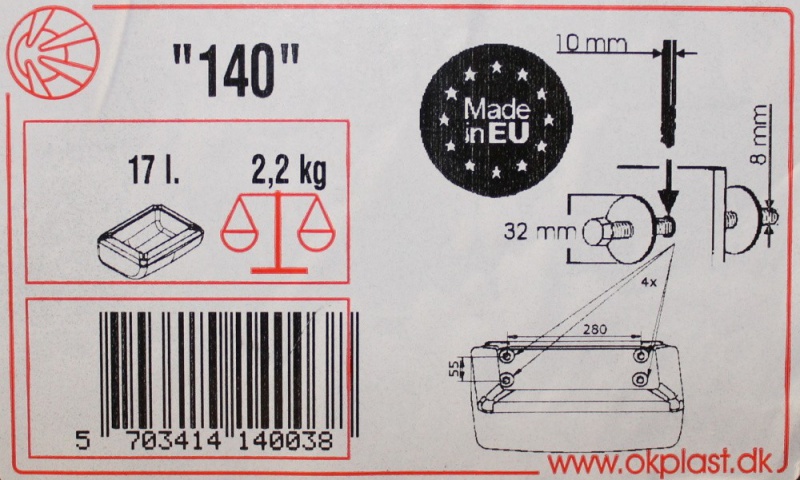 "140"
17 l.
2,2 kg
5 703414 140038
Made
in EU
10 mm
8 mm
32 mm
4x
280
55
www.okplast.dk